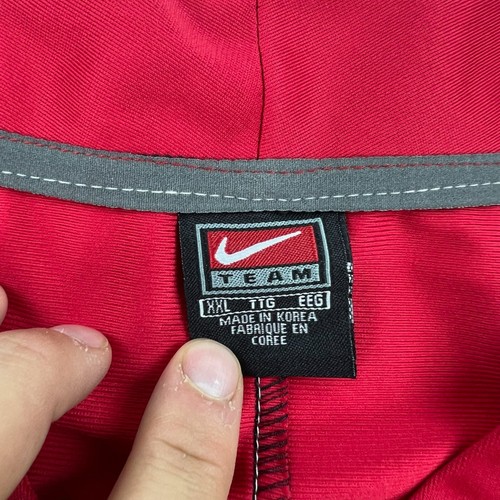 TEAM
XXL TTG EEG
MADE IN KOREA
FABRIQUE EN
COREE